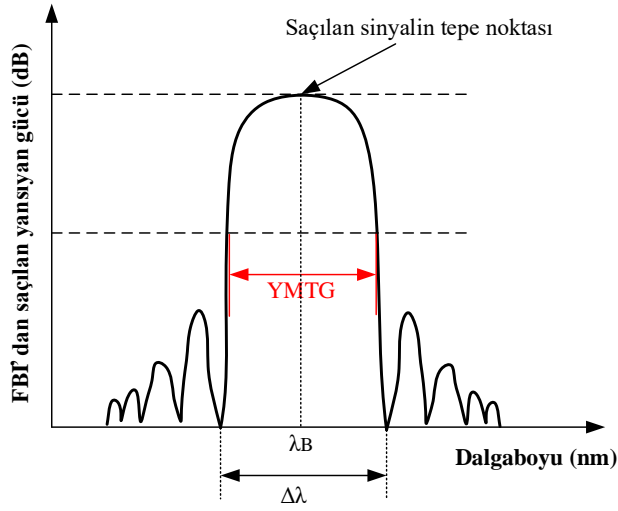 Saçılan sinyalin tepe noktası
FBI' dan saçılan yansıyan gücü (dB)
YMTG
λB
Dalgaboyu (nm)
Δλ